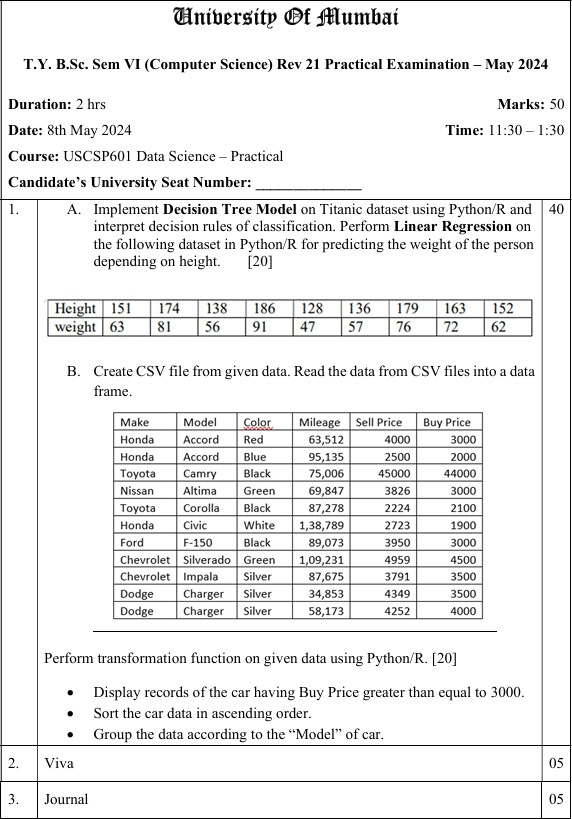 University Of Mumbai
T.Y. B.Sc. Sem VI (Computer Science) Rev 21 Practical Examination – May 2024
Duration: 2 hrs Marks: 50
Date: 8th May 2024 Time: 11:30 – 1:30
Course: USCSP601 Data Science – Practical
Candidate's University Seat Number: ______________
1. A. Implement Decision Tree Model on Titanic dataset using Python/R and 40
interpret decision rules of classification. Perform Linear Regression on
the following dataset in Python/R for predicting the weight of the person
depending on height. [20]
Height 151 174 138 186 128 136 179 163 152
weight 63 81 56 91 47 57 76 72 62
B. Create CSV file from given data. Read the data from CSV files into a data
frame.
Make Model Color Mileage Sell Price Buy Price
Honda Accord Red 63,512 4000 3000
Honda Accord Blue 95,135 2500 2000
Toyota Camry Black 75,006 45000 44000
Nissan Altima Green 69,847 3826 3000
Toyota Corolla Black 87,278 2224 2100
Honda Civic White 1,38,789 2723 1900
Ford F-150 Black 89,073 3950 3000
Chevrolet Silverado Green 1,09,231 4959 4500
Chevrolet Impala Silver 87,675 3791 3500
Dodge Charger Silver 34,853 4349 3500
Dodge Charger Silver 58,173 4252 4000
Perform transformation function on given data using Python/R. [20]
• Display records of the car having Buy Price greater than equal to 3000.
• Sort the car data in ascending order.
• Group the data according to the “Model” of car.
2. Viva 05
3. Journal 05